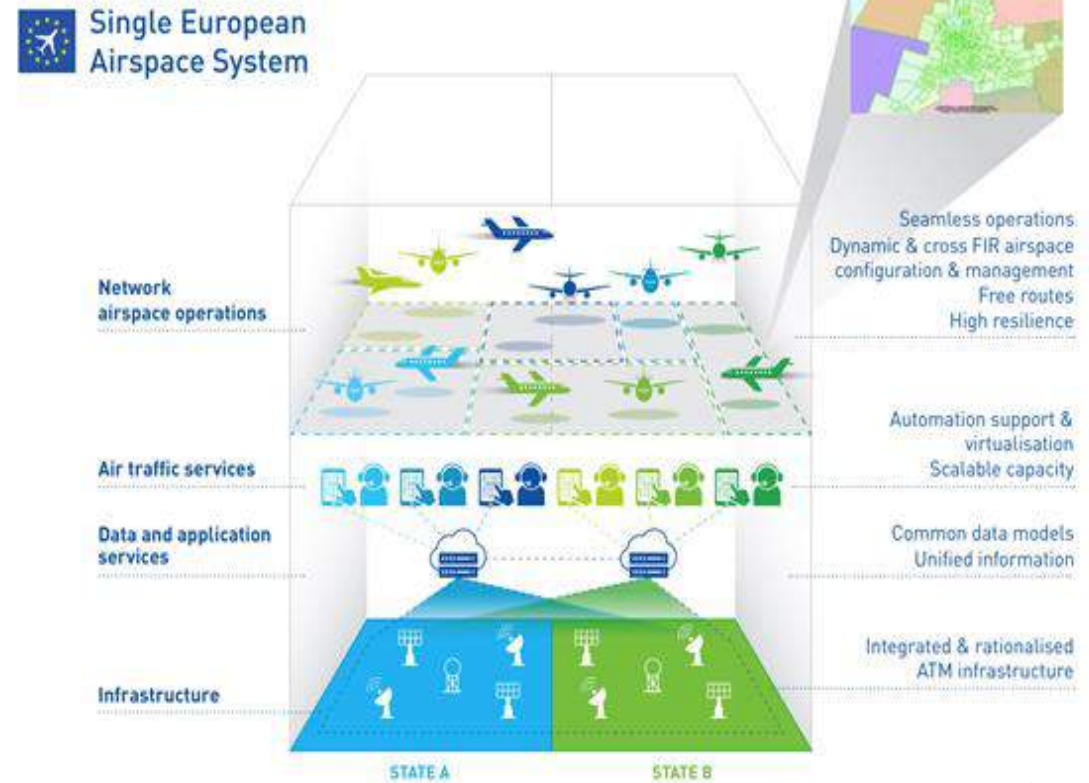 Single European
Airspace System
Network
airspace operations
Seamless operations
Dynamic & cross FIR airspace
configuration & management
Free routes
High resilience
Air traffic services
Automation support &
virtualisation
Scalable capacity
Data and application
services
Common data models
Unified information
Infrastructure
Integrated & rationalised
ATM infrastructure
STATE A
STATE B